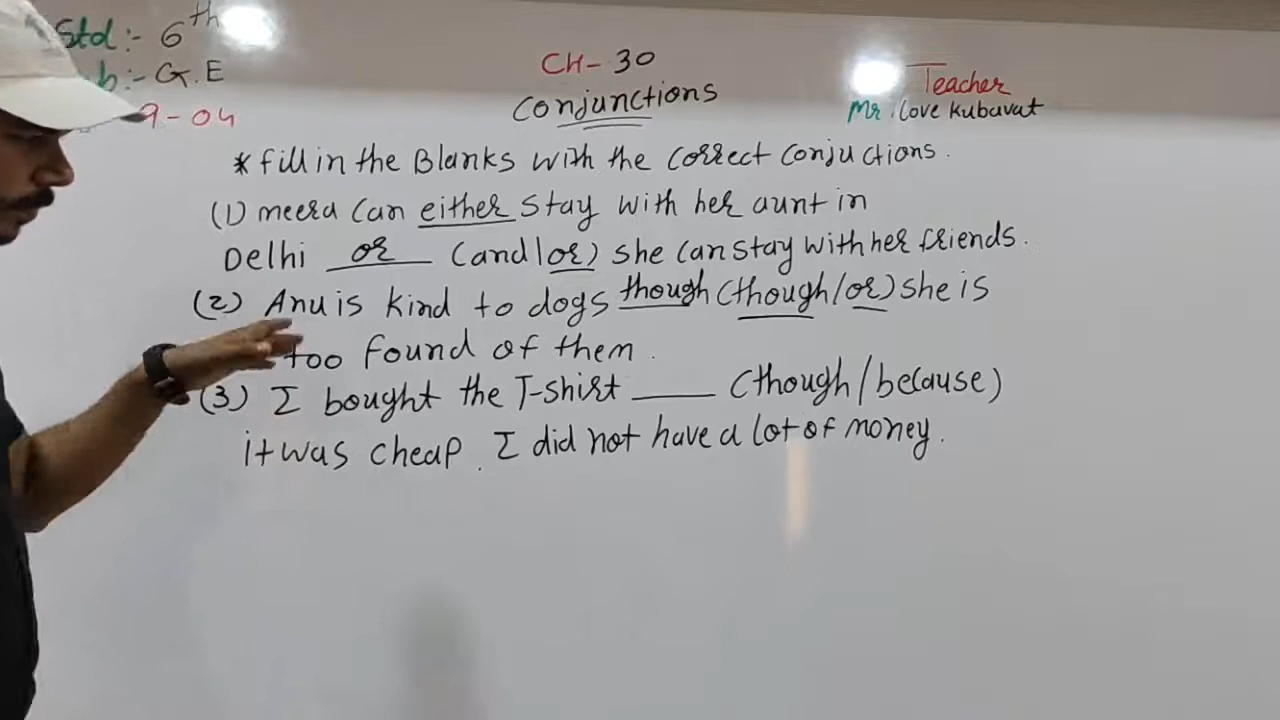 Std :- 6th
b :- G.E
9-04
CH- 30
Conjunctions
Teacher
Mr. Love Kubavat
* Fill in the Blanks with the Correct Conjuctions.
(1) meera Can either Stay with her aunt in
Delhi or (and/or) she Can stay with her friends.
(2) Anu is kind to dogs though (though/or) she is
too found of them.
(3) I bought the T-shirt ____ (though/because)
it was cheap. I did not have a lot of money.